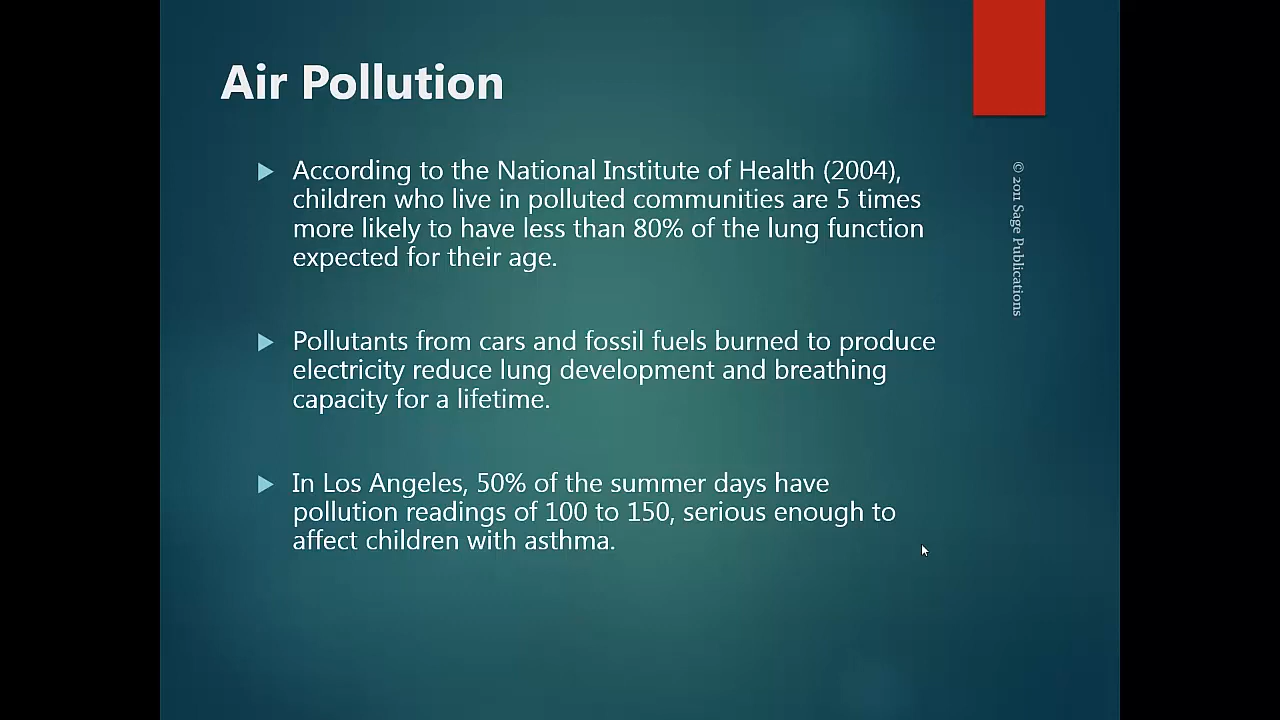 Air Pollution
According to the National Institute of Health (2004),
children who live in polluted communities are 5 times
more likely to have less than 80% of the lung function
expected for their age.
Pollutants from cars and fossil fuels burned to produce
electricity reduce lung development and breathing
capacity for a lifetime.
In Los Angeles, 50% of the summer days have
pollution readings of 100 to 150, serious enough to
affect children with asthma.
© 2011 Sage Publications